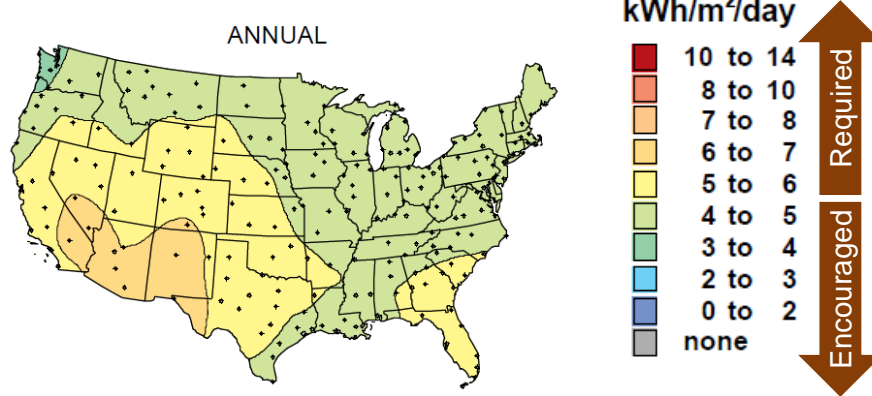 ANNUAL
kWh/m²/day
10 to 14
8 to 10
7 to 8
6 to 7
5 to 6
4 to 5
3 to 4
2 to 3
0 to 2
none
Required
Encouraged